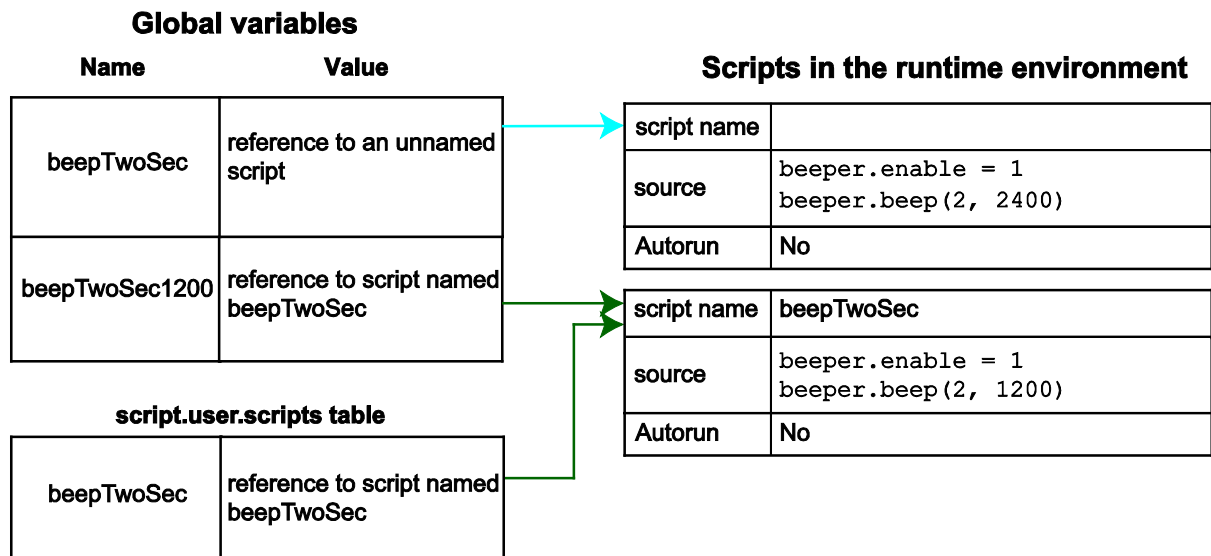 Global variables
Name Value
beepTwoSec
reference to an unnamed
script
beepTwoSec1200
reference to script named
beepTwoSec
script.user.scripts table
beepTwoSec
reference to script named
beepTwoSec
Scripts in the runtime environment
script name
source
beeper.enable = 1
beeper.beep(2, 2400)
Autorun No
script name beepTwoSec
source
beeper.enable = 1
beeper.beep(2, 1200)
Autorun No